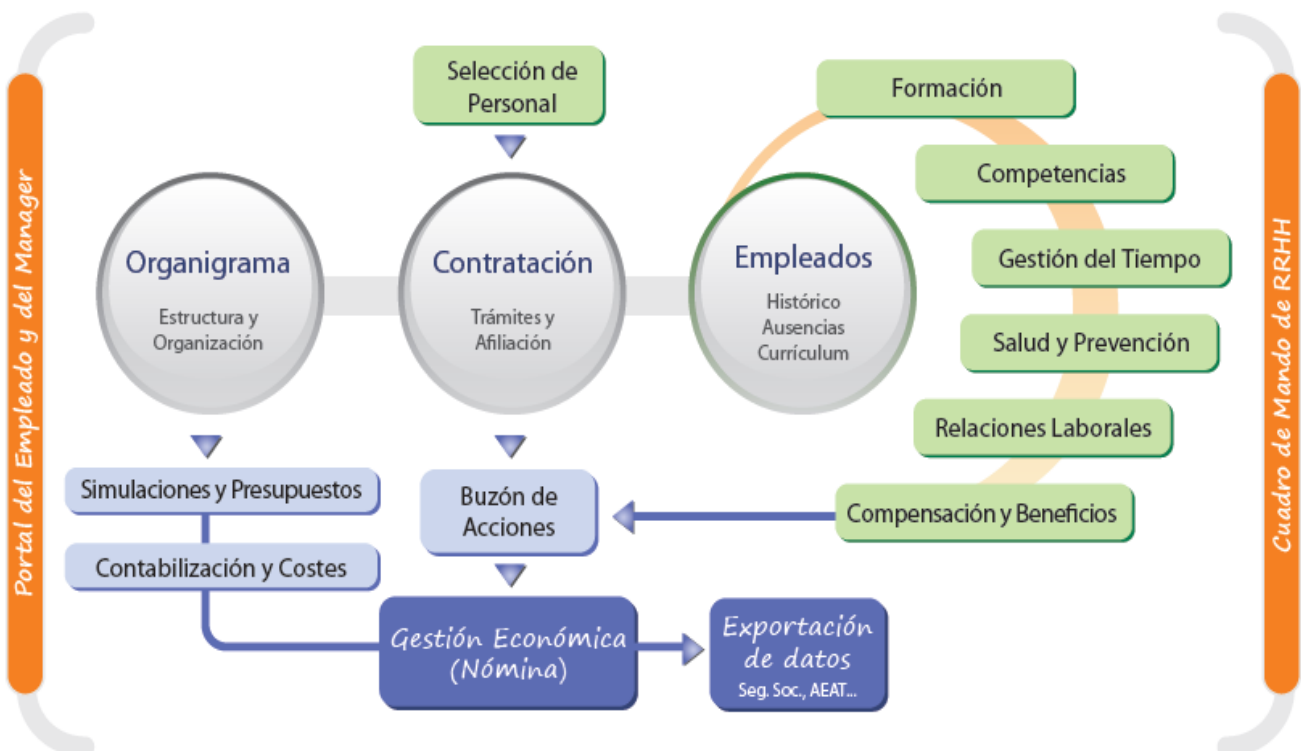 Portal del Empleado y del Manager
Selección de
Personal
Organigrama
Estructura y
Organización
Contratación
Trámites y
Afiliación
Empleados
Histórico
Ausencias
Currículum
Formación
Competencias
Gestión del Tiempo
Salud y Prevención
Relaciones Laborales
Compensación y Beneficios
Simulaciones y Presupuestos
Contabilización y Costes
Buzón de
Acciones
Gestión Económica
(Nómina)
Exportación
de datos
Seg. Soc., AEAT...
Cuadro de Mando de RRHH